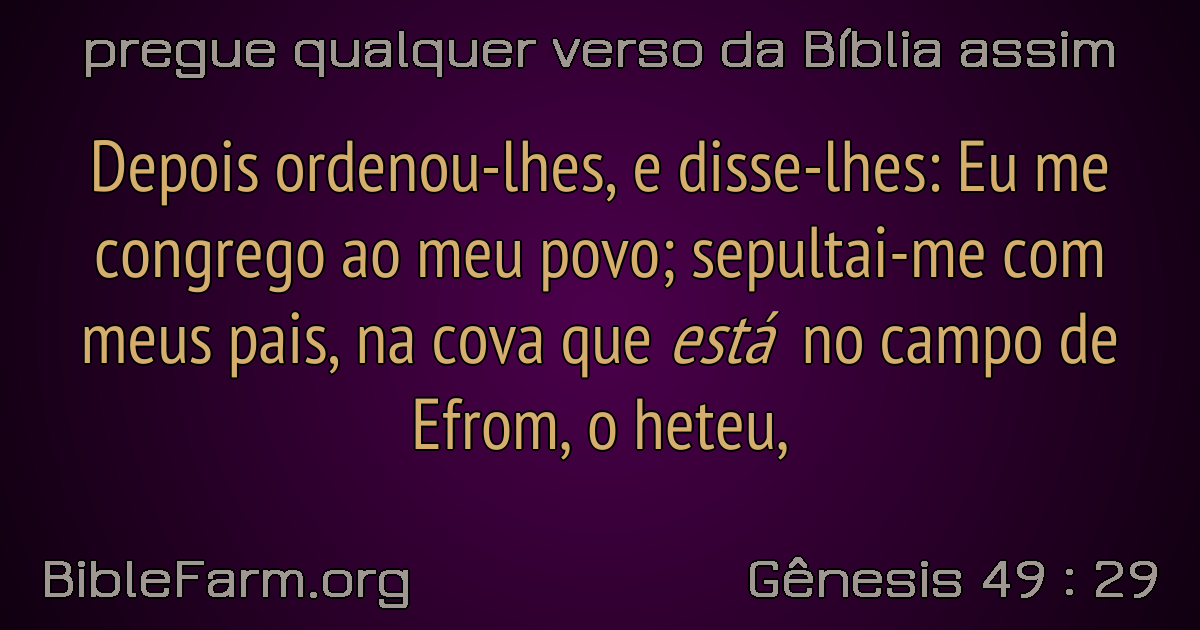 pregue qualquer verso da Bíblia assim
Depois ordenou-lhes, e disse-lhes: Eu me
congrego ao meu povo; sepultai-me com
meus pais, na cova que está no campo de
Efrom, o heteu,
BibleFarm.org
Gênesis 49 : 29